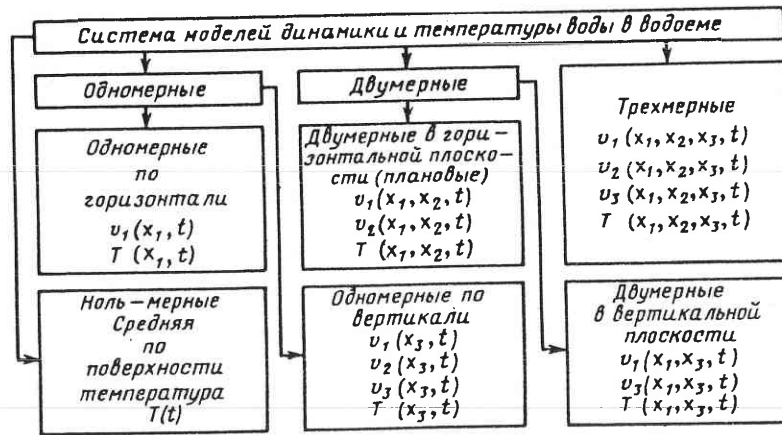 Система моделей динамики и температуры воды в водоеме
Одномерные
Двумерные
Трехмерные
υ₁ (x₁, x₂, x₃, t)
υ₂ (x₁, x₂, x₃, t)
υ₃ (x₁, x₂, x₃, t)
T (x₁, x₂, x₃, t)
Одномерные
по
горизонтали
υ₁ (x₁, t)
T (x₁, t)
Двумерные в гори-
зонтальной плоско-
сти (плановые)
υ₁ (x₁, x₂, t)
υ₂ (x₁, x₂, t)
T (x₁, x₂, t)
Ноль-мерные
Средняя
по
поверхности
температура
T(t)
Одномерные по
вертикали
υ₁ (x₃, t)
υ₂ (x₃, t)
υ₃ (x₃, t)
T (x₃, t)
Двумерные
в вертикальной
плоскости
υ₁ (x₁, x₃, t)
υ₃ (x₁, x₃, t)
T (x₁, x₃, t)